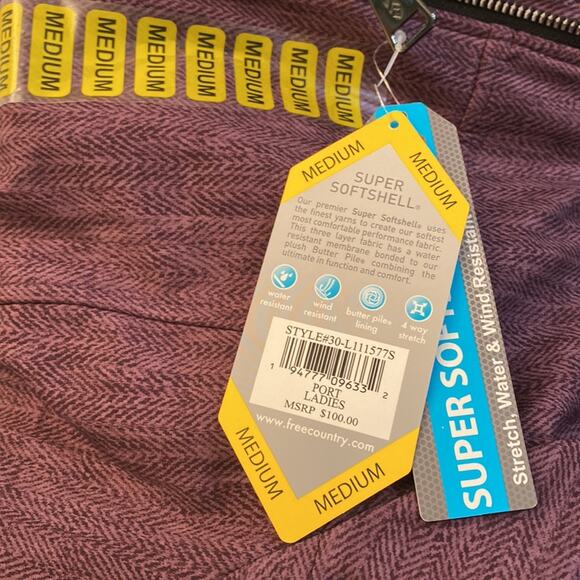 MEDIUM
MEDIUM
MEDIUM
MEDIUM
MEDIUM
MEDIUM
MEDIUM
MEDIUM
MEDIUM
MEDIUM
SUPER
SOFTSHELL®
Our premier Super Softshell® uses
the finest yarns to create our softest
most comfortable performance fabric.
This three layer fabric has a water
resistant membrane bonded to our
plush Butter Pile® combining the
ultimate in function and comfort.
water
resistant
wind
resistant
butter pile®
lining
4 way
stretch
STYLE#30-L111577S
1 94777 09633 2
PORT
LADIES
MSRP $100.00
www.freecountry.com
MEDIUM
MEDIUM
SUPER SOFT
Stretch, Water & Wind Resistant